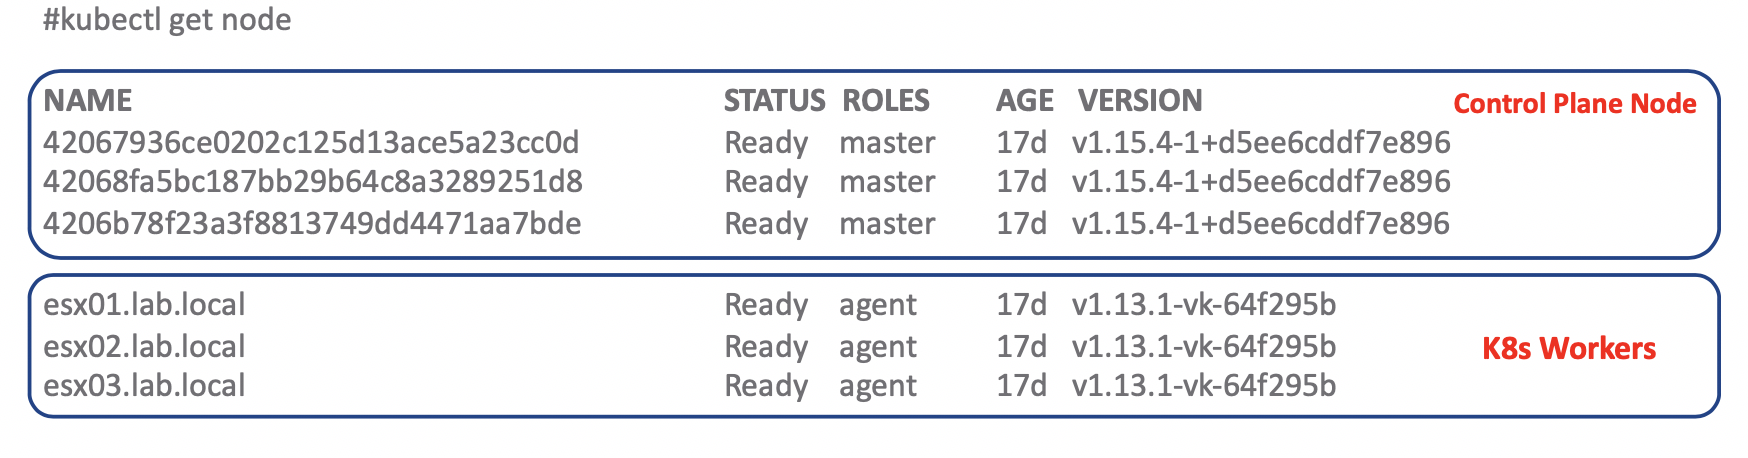 #kubectl get node
NAME STATUS ROLES AGE VERSION Control Plane Node
42067936ce0202c125d13ace5a23cc0d Ready master 17d v1.15.4-1+d5ee6cddf7e896
42068fa5bc187bb29b64c8a3289251d8 Ready master 17d v1.15.4-1+d5ee6cddf7e896
4206b78f23a3f8813749dd4471aa7bde Ready master 17d v1.15.4-1+d5ee6cddf7e896
esx01.lab.local Ready agent 17d v1.13.1-vk-64f295b
esx02.lab.local Ready agent 17d v1.13.1-vk-64f295b K8s Workers
esx03.lab.local Ready agent 17d v1.13.1-vk-64f295b